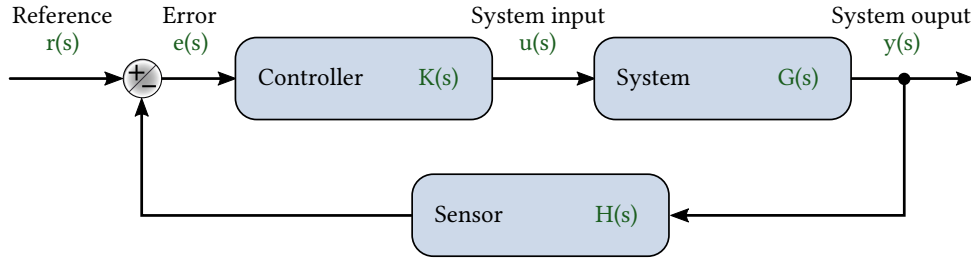 Reference
r(s)
Error
e(s)
System input
u(s)
System ouput
y(s)
+
−
Controller K(s)
System G(s)
Sensor H(s)